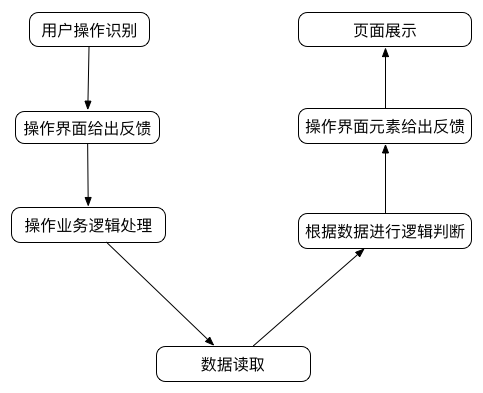 用户操作识别
操作界面给出反馈
操作业务逻辑处理
数据读取
根据数据进行逻辑判断
操作界面元素给出反馈
页面展示